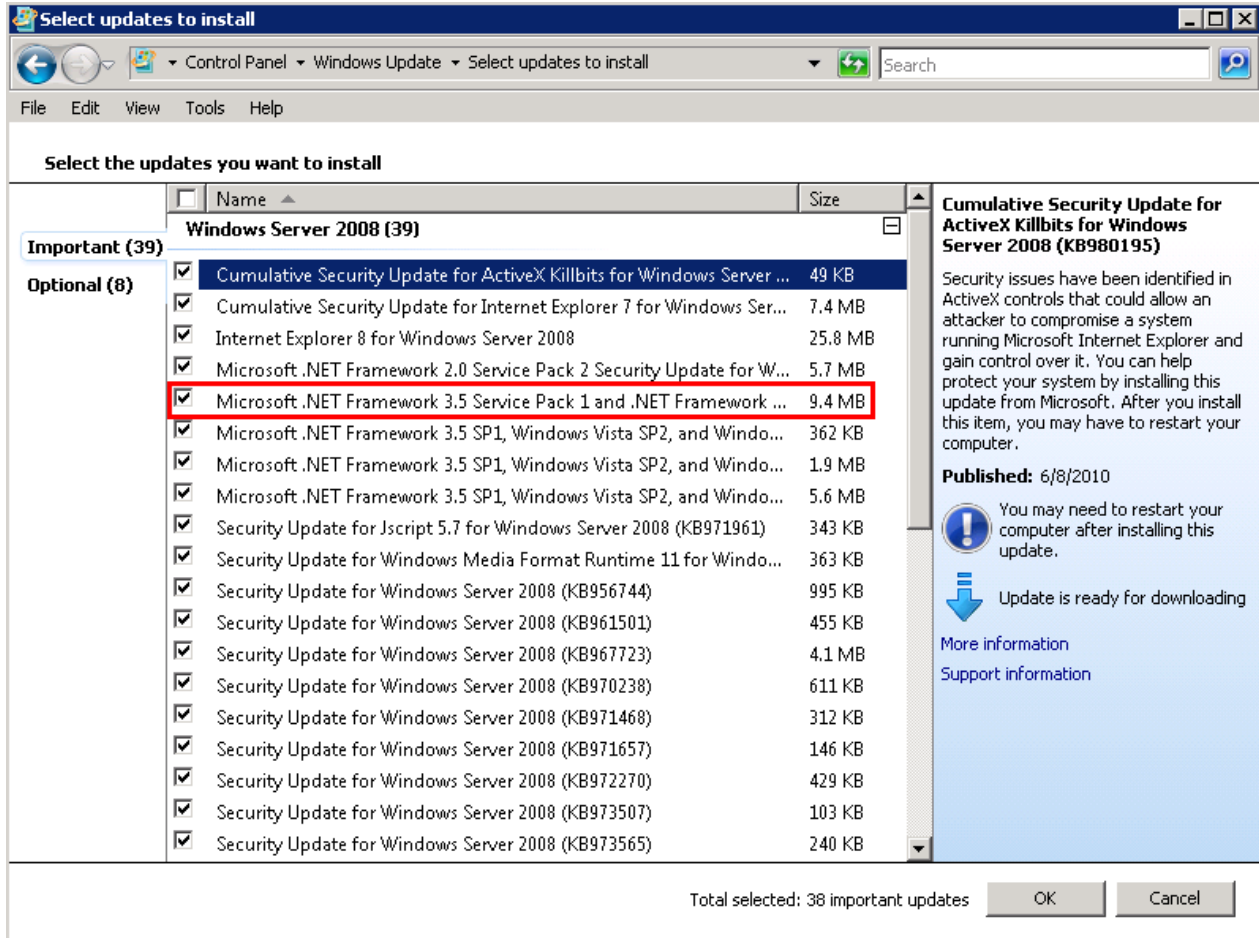 Select updates to install
Control Panel Windows Update Select updates to install Search
File Edit View Tools Help
Select the updates you want to install
Name Size
Important (39)
Optional (8)
Windows Server 2008 (39)
Cumulative Security Update for ActiveX Killbits for Windows Server ... 49 KB
Cumulative Security Update for Internet Explorer 7 for Windows Ser... 7.4 MB
Internet Explorer 8 for Windows Server 2008 25.8 MB
Microsoft .NET Framework 2.0 Service Pack 2 Security Update for W... 5.7 MB
Microsoft .NET Framework 3.5 Service Pack 1 and .NET Framework ... 9.4 MB
Microsoft .NET Framework 3.5 SP1, Windows Vista SP2, and Windo... 362 KB
Microsoft .NET Framework 3.5 SP1, Windows Vista SP2, and Windo... 1.9 MB
Microsoft .NET Framework 3.5 SP1, Windows Vista SP2, and Windo... 5.6 MB
Security Update for Jscript 5.7 for Windows Server 2008 (KB971961) 343 KB
Security Update for Windows Media Format Runtime 11 for Windo... 363 KB
Security Update for Windows Server 2008 (KB956744) 995 KB
Security Update for Windows Server 2008 (KB961501) 455 KB
Security Update for Windows Server 2008 (KB967723) 4.1 MB
Security Update for Windows Server 2008 (KB970238) 611 KB
Security Update for Windows Server 2008 (KB971468) 312 KB
Security Update for Windows Server 2008 (KB971657) 146 KB
Security Update for Windows Server 2008 (KB972270) 429 KB
Security Update for Windows Server 2008 (KB973507) 103 KB
Security Update for Windows Server 2008 (KB973565) 240 KB
Cumulative Security Update for
ActiveX Killbits for Windows
Server 2008 (KB980195)
Security issues have been identified in
ActiveX controls that could allow an
attacker to compromise a system
running Microsoft Internet Explorer and
gain control over it. You can help
protect your system by installing this
update from Microsoft. After you install
this item, you may have to restart your
computer.
Published: 6/8/2010
You may need to restart your
computer after installing this
update.
Update is ready for downloading
More information
Support information
Total selected: 38 important updates OK Cancel